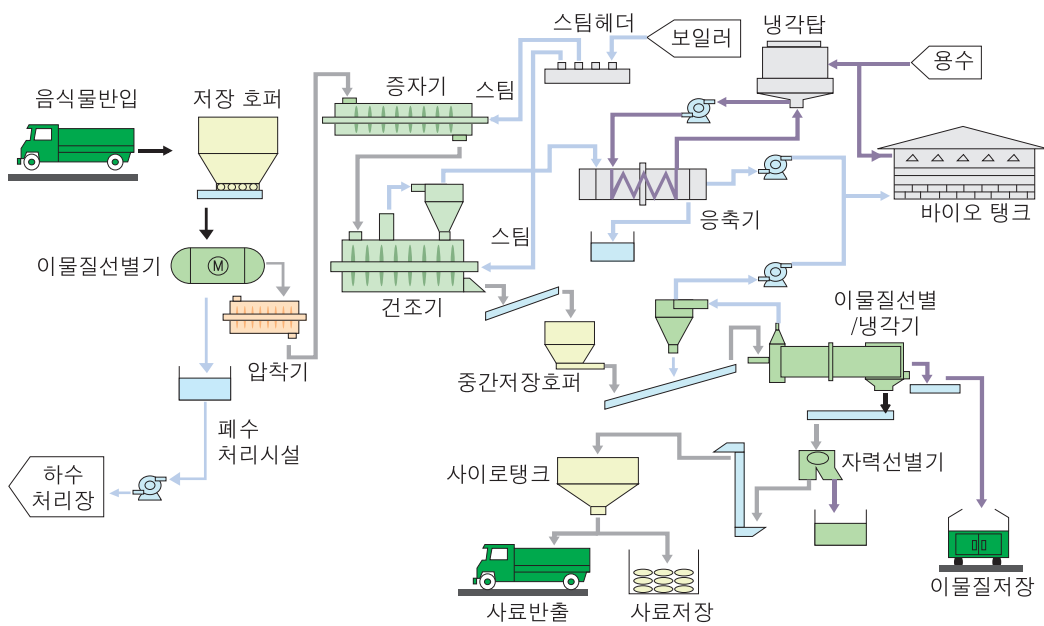 스팀헤더
보일러
냉각탑
용수
음식물반입
저장 호퍼
증자기
스팀
바이오 탱크
응축기
스팀
이물질선별기
M
건조기
이물질선별
/냉각기
압착기
중간저장호퍼
폐수
처리시설
하수
처리장
사이로탱크
자력선별기
이물질저장
사료반출
사료저장